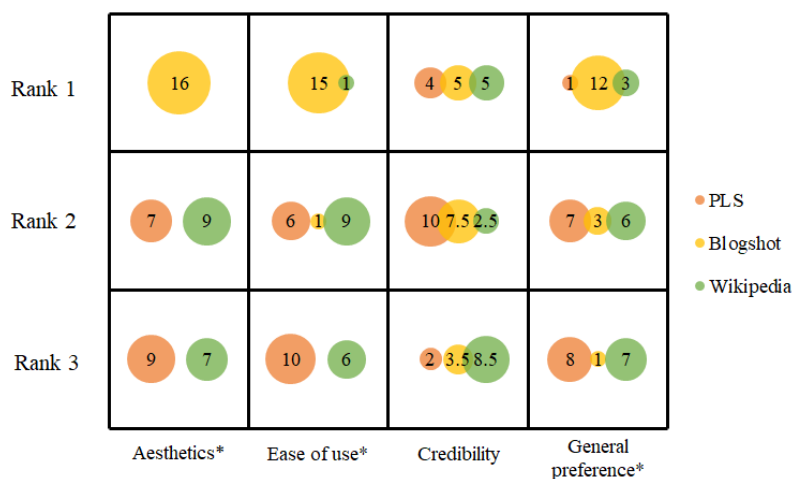 Rank 1
16
15 1
4 5 5
1 12 3
Rank 2
7 9
6 1 9
10 7.5 2.5
7 3 6
PLS
Blogshot
Wikipedia
Rank 3
9 7
10 6
2 3.5 8.5
8 1 7
Aesthetics*
Ease of use*
Credibility
General
preference*